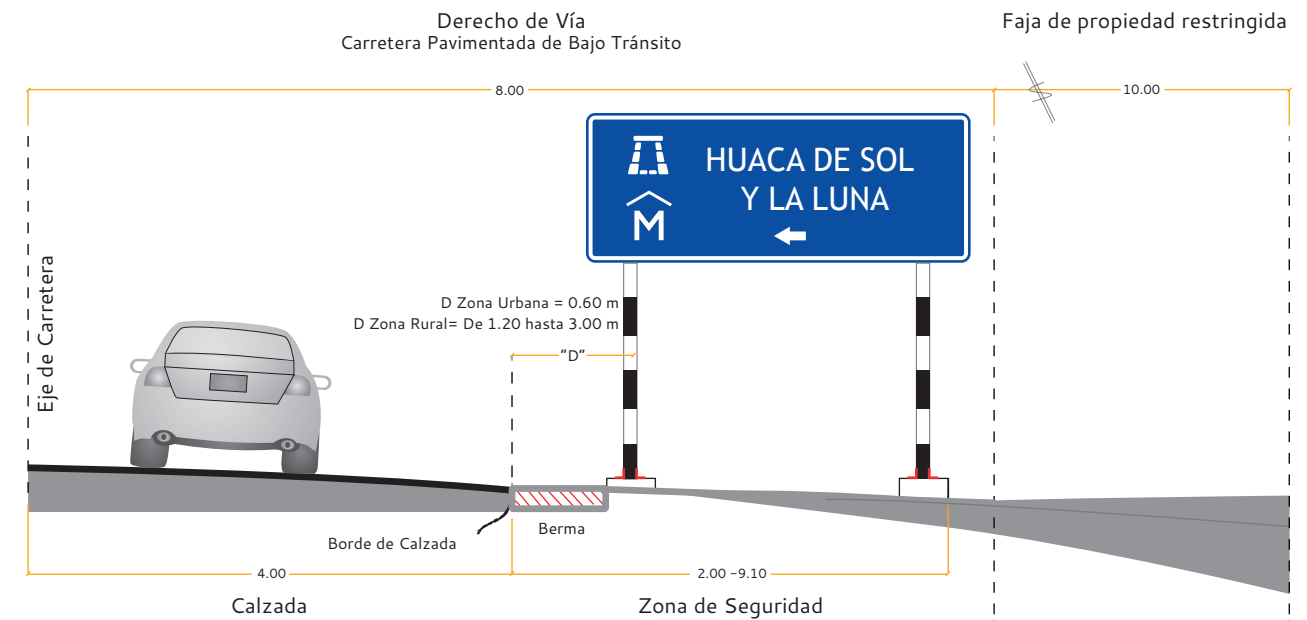 Derecho de Vía
Carretera Pavimentada de Bajo Tránsito
Faja de propiedad restringida
8.00
10.00
HUACA DE SOL
Y LA LUNA
M
Eje de Carretera
D Zona Urbana = 0.60 m
D Zona Rural= De 1.20 hasta 3.00 m
“D”
Borde de Calzada
Berma
4.00
2.00 -9.10
Calzada
Zona de Seguridad